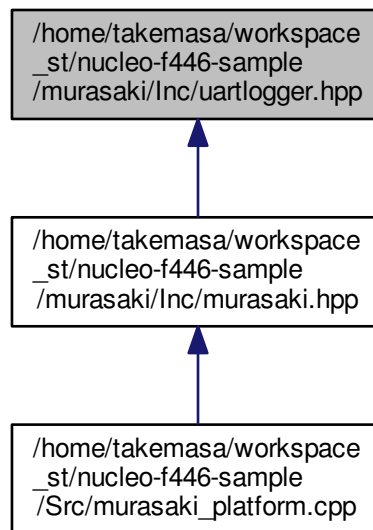 /home/takemasa/workspace
_st/nucleo-f446-sample
/murasaki/Inc/uartlogger.hpp
/home/takemasa/workspace
_st/nucleo-f446-sample
/murasaki/Inc/murasaki.hpp
/home/takemasa/workspace
_st/nucleo-f446-sample
/Src/murasaki_platform.cpp